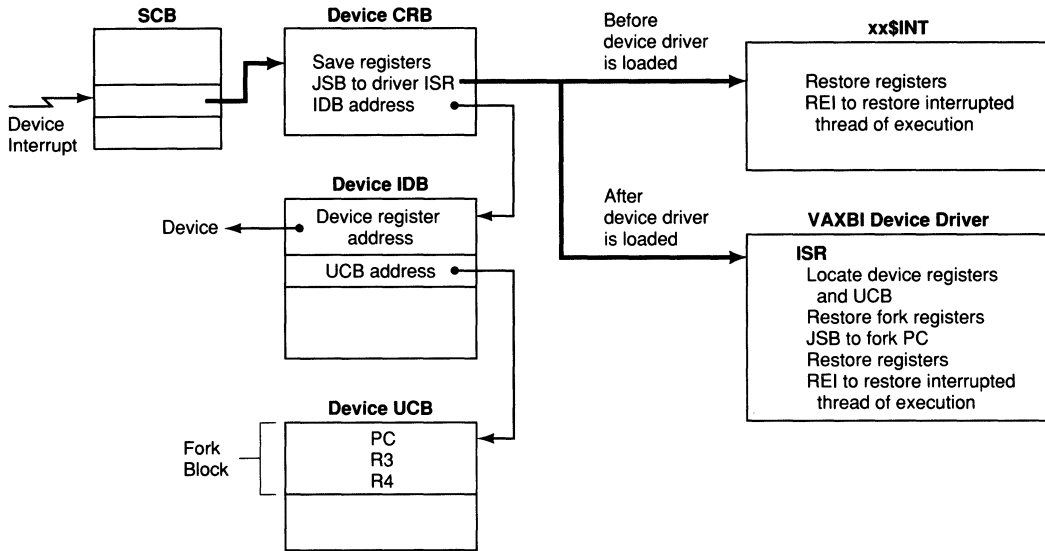 SCB
Device
Interrupt
Device CRB
Save registers
JSB to driver ISR
IDB address
Before
device driver
is loaded
xx$INT
Restore registers
REI to restore interrupted
thread of execution
Device IDB
Device
Device register
address
UCB address
After
device driver
is loaded
VAXBI Device Driver
ISR
Locate device registers
and UCB
Restore fork registers
JSB to fork PC
Restore registers
REI to restore interrupted
thread of execution
Device UCB
Fork
Block
PC
R3
R4